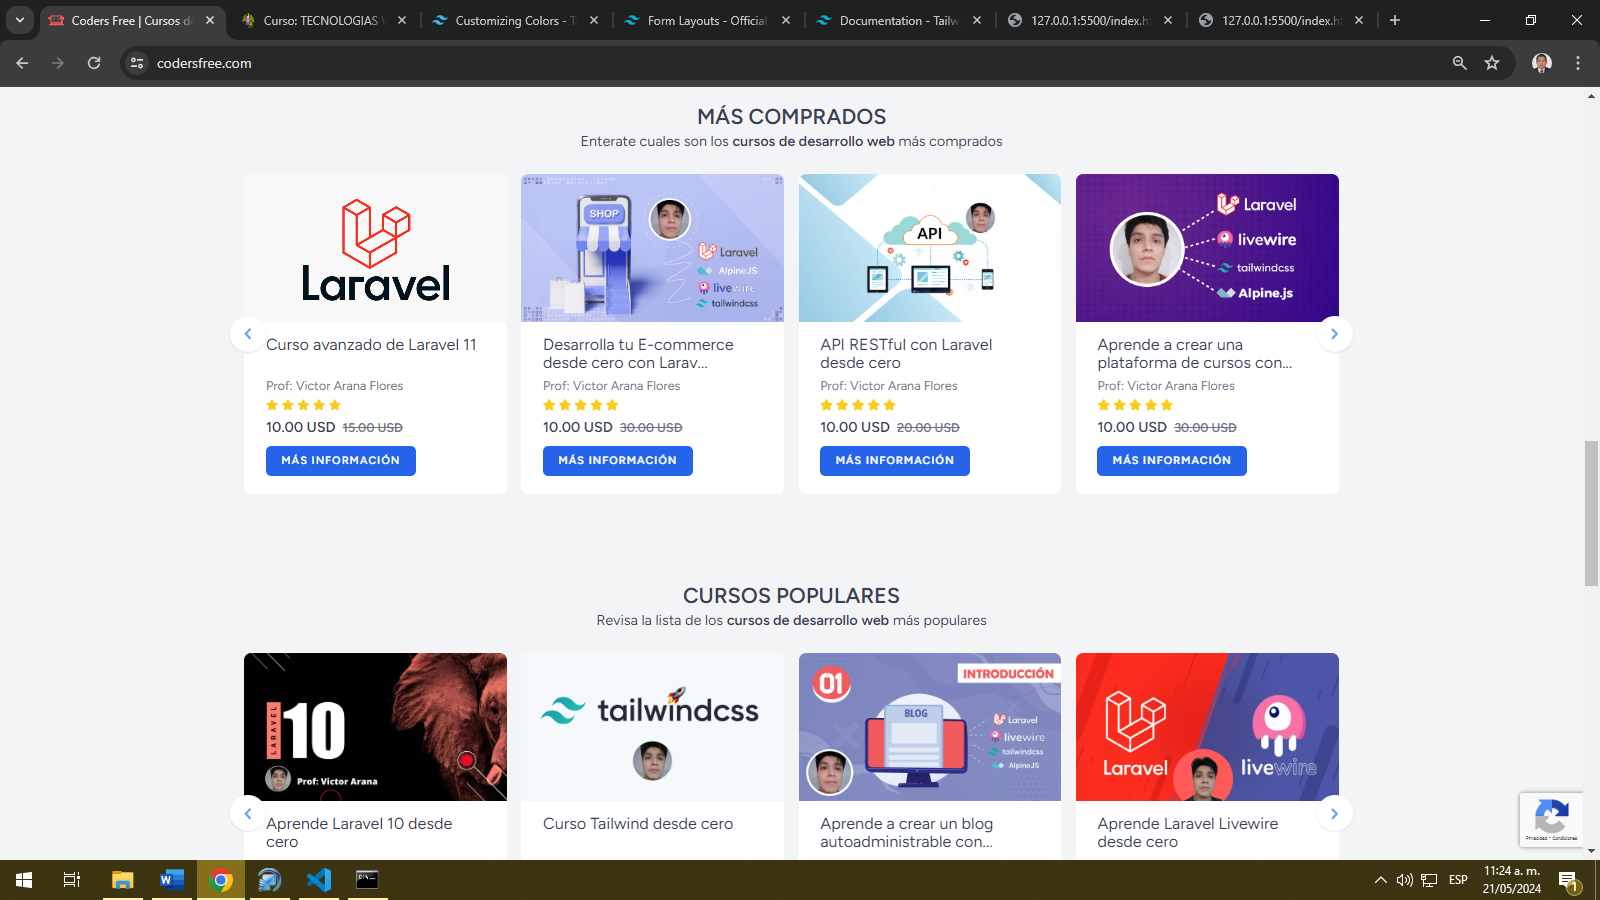 Coders Free | Cursos de
Curso: TECNOLOGIAS
Customizing Colors - T
Form Layouts - Official
Documentation - Tailw
127.0.0.1:5500/index.h
127.0.0.1:5500/index.h
codersfree.com
MÁS COMPRADOS
Enterate cuales son los cursos de desarrollo web más comprados
Laravel
SHOP
Laravel
AlpineJS
livewire
tailwindcss
API
Laravel
livewire
tailwindcss
Alpine.js
Curso avanzado de Laravel 11
Prof: Victor Arana Flores
10.00 USD 15.00 USD
MÁS INFORMACIÓN
Desarrolla tu E-commerce
desde cero con Larav...
Prof: Victor Arana Flores
10.00 USD 30.00 USD
MÁS INFORMACIÓN
API RESTful con Laravel
desde cero
Prof: Victor Arana Flores
10.00 USD 20.00 USD
MÁS INFORMACIÓN
Aprende a crear una
plataforma de cursos con...
Prof: Victor Arana Flores
10.00 USD 30.00 USD
MÁS INFORMACIÓN
CURSOS POPULARES
Revisa la lista de los cursos de desarrollo web más populares
LARAVEL
10
Prof: Victor Arana
tailwindcss
01
INTRODUCCIÓN
BLOG
Laravel
livewire
tailwindcss
AlpineJS
Laravel
livewire
Aprende Laravel 10 desde
cero
Curso Tailwind desde cero
Aprende a crear un blog
autoadministrable con...
Aprende Laravel Livewire
desde cero
Privacidad - Condiciones
ESP
11:24 a. m.
21/05/2024
1